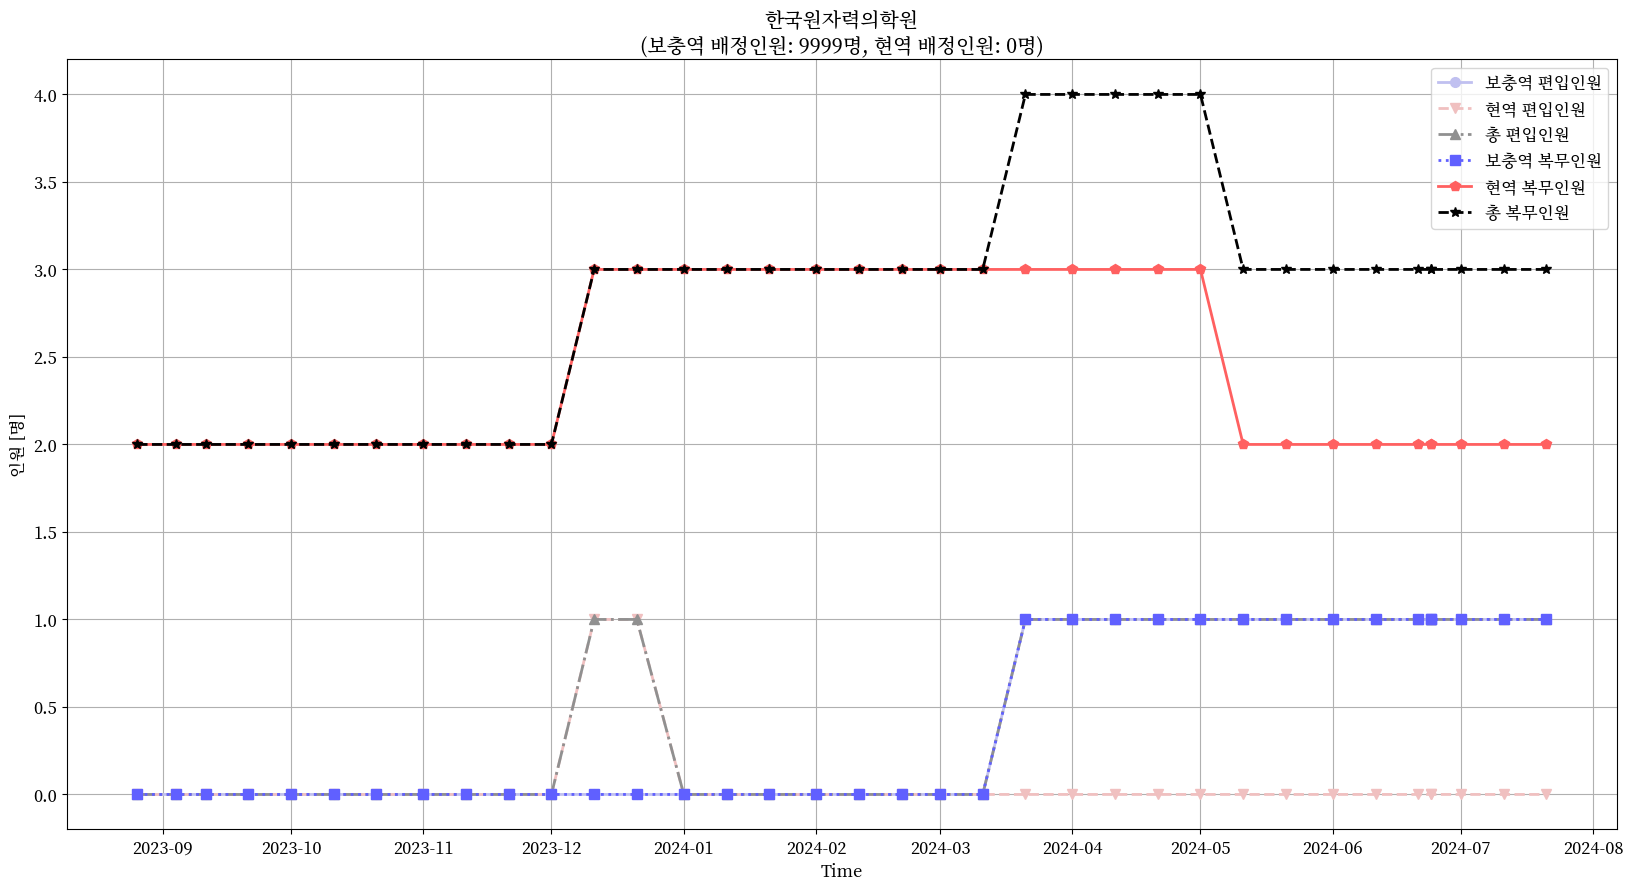 한국원자력의학원
(보충역 배정인원: 9999명, 현역 배정인원: 0명)
4.0
3.5
3.0
2.5
2.0
1.5
1.0
0.5
0.0
인원 [명]
보충역 편입인원
현역 편입인원
총 편입인원
보충역 복무인원
현역 복무인원
총 복무인원
2023-09
2023-10
2023-11
2023-12
2024-01
2024-02
2024-03
2024-04
2024-05
2024-06
2024-07
2024-08
Time